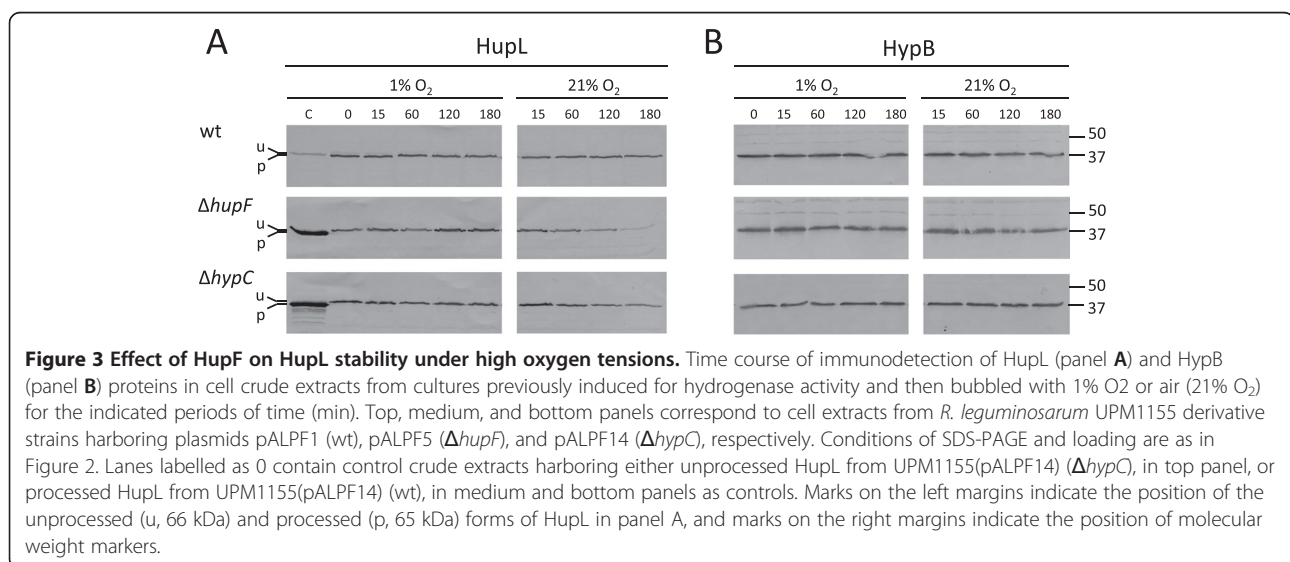 A
HupL
B
HypB
1% O2 21% O2 1% O2 21% O2
C 0 15 60 120 180 15 60 120 180 0 15 60 120 180 15 60 120 180
wt
u
p
50
37
ΔhupF
u
p
50
37
ΔhypC
u
p
50
37
Figure 3 Effect of HupF on HupL stability under high oxygen tensions. Time course of immunodetection of HupL (panel A) and HypB
(panel B) proteins in cell crude extracts from cultures previously induced for hydrogenase activity and then bubbled with 1% O2 or air (21% O2)
for the indicated periods of time (min). Top, medium, and bottom panels correspond to cell extracts from R. leguminosarum UPM1155 derivative
strains harboring plasmids pALPF1 (wt), pALPF5 (ΔhupF), and pALPF14 (ΔhypC), respectively. Conditions of SDS-PAGE and loading are as in
Figure 2. Lanes labelled as 0 contain control crude extracts harboring either unprocessed HupL from UPM1155(pALPF14) (ΔhypC), in top panel, or
processed HupL from UPM1155(pALPF14) (wt), in medium and bottom panels as controls. Marks on the left margins indicate the position of the
unprocessed (u, 66 kDa) and processed (p, 65 kDa) forms of HupL in panel A, and marks on the right margins indicate the position of molecular
weight markers.